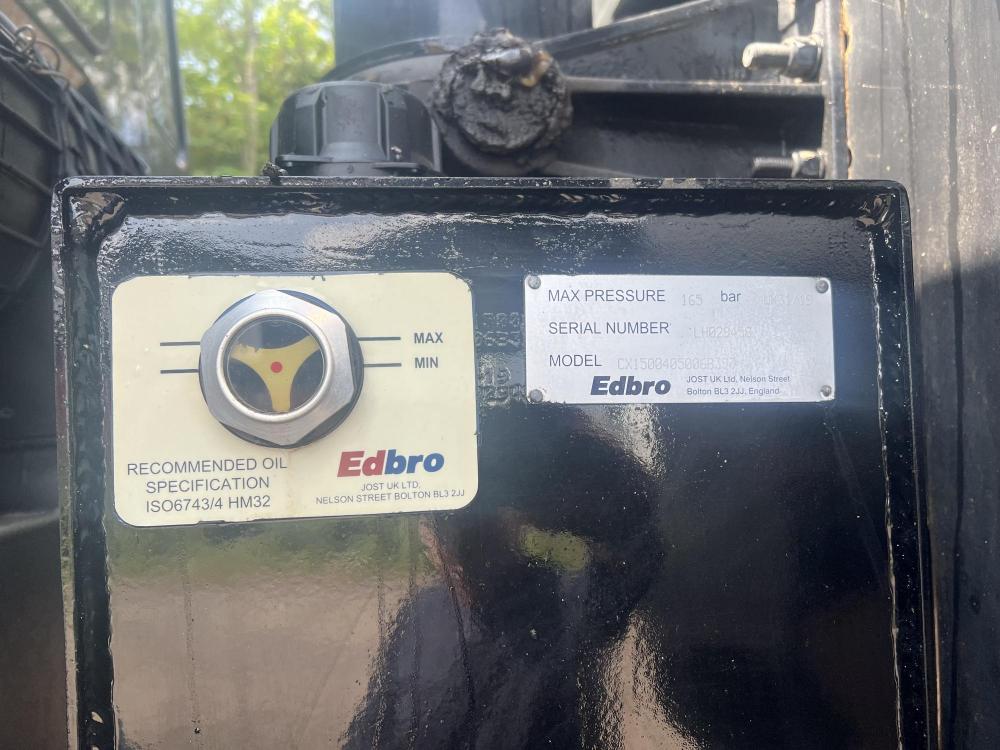 MAX
MIN
RECOMMENDED OIL
SPECIFICATION
ISO6743/4 HM32
Edbro
JOST UK LTD.
NELSON STREET BOLTON BL3 2JJ
MAX PRESSURE 165 bar
SERIAL NUMBER
MODEL
Edbro
JOST UK Ltd, Nelson Street
Bolton BL3 2JJ, England